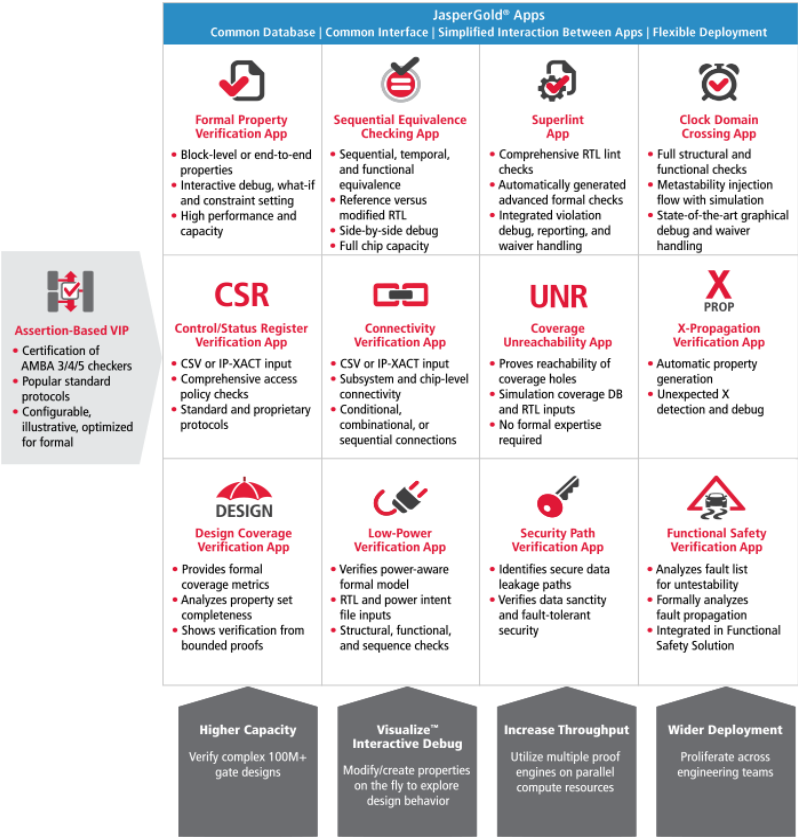 JasperGold® Apps
Common Database | Common Interface | Simplified Interaction Between Apps | Flexible Deployment
Formal Property
Verification App
• Block-level or end-to-end
properties
• Interactive debug, what-if
and constraint setting
• High performance and
capacity
Sequential Equivalence
Checking App
• Sequential, temporal,
and functional
equivalence
• Reference versus
modified RTL
• Side-by-side debug
• Full chip capacity
Superlint
App
• Comprehensive RTL lint
checks
• Automatically generated
advanced formal checks
• Integrated violation
debug, reporting, and
waiver handling
Clock Domain
Crossing App
• Full structural and
functional checks
• Metastability injection
flow with simulation
• State-of-the-art graphical
debug and waiver
handling
Assertion-Based VIP
• Certification of
AMBA 3/4/5 checkers
• Popular standard
protocols
• Configurable,
illustrative, optimized
for formal
CSR
Control/Status Register
Verification App
• CSV or IP-XACT input
• Comprehensive access
policy checks
• Standard and proprietary
protocols
Connectivity
Verification App
• CSV or IP-XACT input
• Subsystem and chip-level
connectivity
• Conditional,
combinational, or
sequential connections
UNR
Coverage
Unreachability App
• Proves reachability of
coverage holes
• Simulation coverage DB
and RTL inputs
• No formal expertise
required
X
PROP
X-Propagation
Verification App
• Automatic property
generation
• Unexpected X
detection and debug
DESIGN
Design Coverage
Verification App
• Provides formal
coverage metrics
• Analyzes property set
completeness
• Shows verification from
bounded proofs
Low-Power
Verification App
• Verifies power-aware
formal model
• RTL and power intent
file inputs
• Structural, functional,
and sequence checks
Security Path
Verification App
• Identifies secure data
leakage paths
• Verifies data sanctity
and fault-tolerant
security
Functional Safety
Verification App
• Analyzes fault list
for untestability
• Formally analyzes
fault propagation
• Integrated in Functional
Safety Solution
Higher Capacity
Verify complex 100M+
gate designs
Visualize™
Interactive Debug
Modify/create properties
on the fly to explore
design behavior
Increase Throughput
Utilize multiple proof
engines on parallel
compute resources
Wider Deployment
Proliferate across
engineering teams